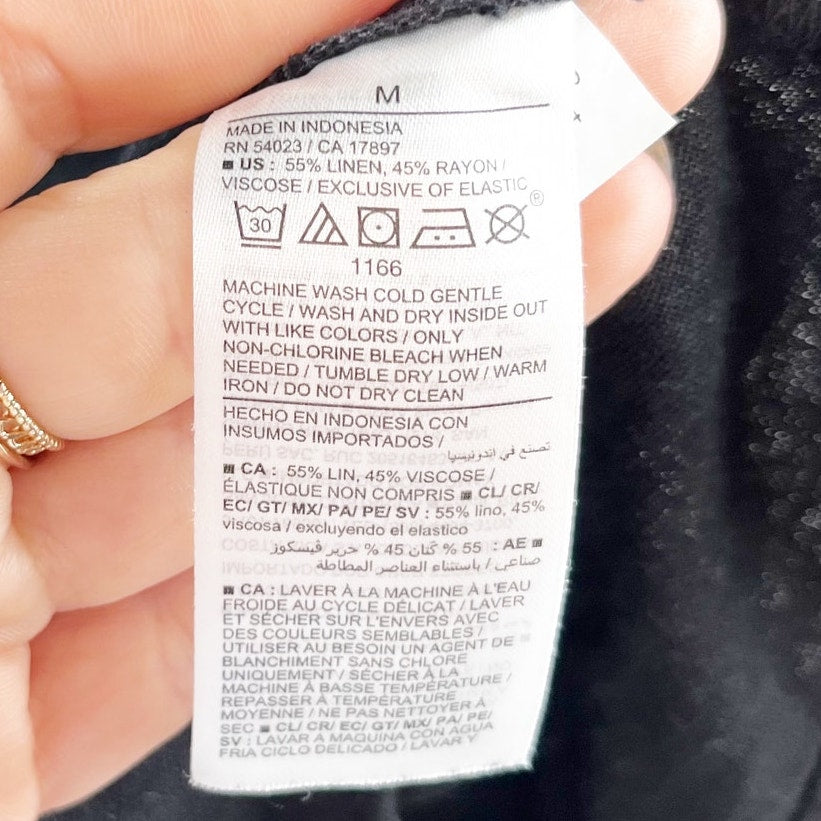 M
MADE IN INDONESIA
RN 54023 / CA 17897
US : 55% LINEN, 45% RAYON /
VISCOSE / EXCLUSIVE OF ELASTIC
30
P
1166
MACHINE WASH COLD GENTLE
CYCLE / WASH AND DRY INSIDE OUT
WITH LIKE COLORS / ONLY
NON-CHLORINE BLEACH WHEN
NEEDED / TUMBLE DRY LOW / WARM
IRON / DO NOT DRY CLEAN
HECHO EN INDONESIA CON
INSUMOS IMPORTADOS /
تصنع في اندونيسيا
CA : 55% LIN, 45% VISCOSE /
ÉLASTIQUE NON COMPRIS CL/ CR/
EC/ GT/ MX/ PA/ PE/ SV : 55% lino, 45%
viscosa / excluyendo el elastico
AE : 55 % كتان 45 % حرير ڤيسكوز
صناعي / باستثناء العناصر المطاطة
CA : LAVER À LA MACHINE À L'EAU
FROIDE AU CYCLE DÉLICAT / LAVER
ET SÉCHER SUR L'ENVERS AVEC
DES COULEURS SEMBLABLES /
UTILISER AU BESOIN UN AGENT DE
BLANCHIMENT SANS CHLORE
UNIQUEMENT / SÉCHER À LA
MACHINE À BASSE TEMPÉRATURE /
REPASSER À TEMPÉRATURE
MOYENNE / NE PAS NETTOYER À
SEC CL/ CR/ EC/ GT/ MX/ PA/ PE/
SV : LAVAR A MAQUINA CON AGUA
FRIA CICLO DELICADO / LAVAR Y